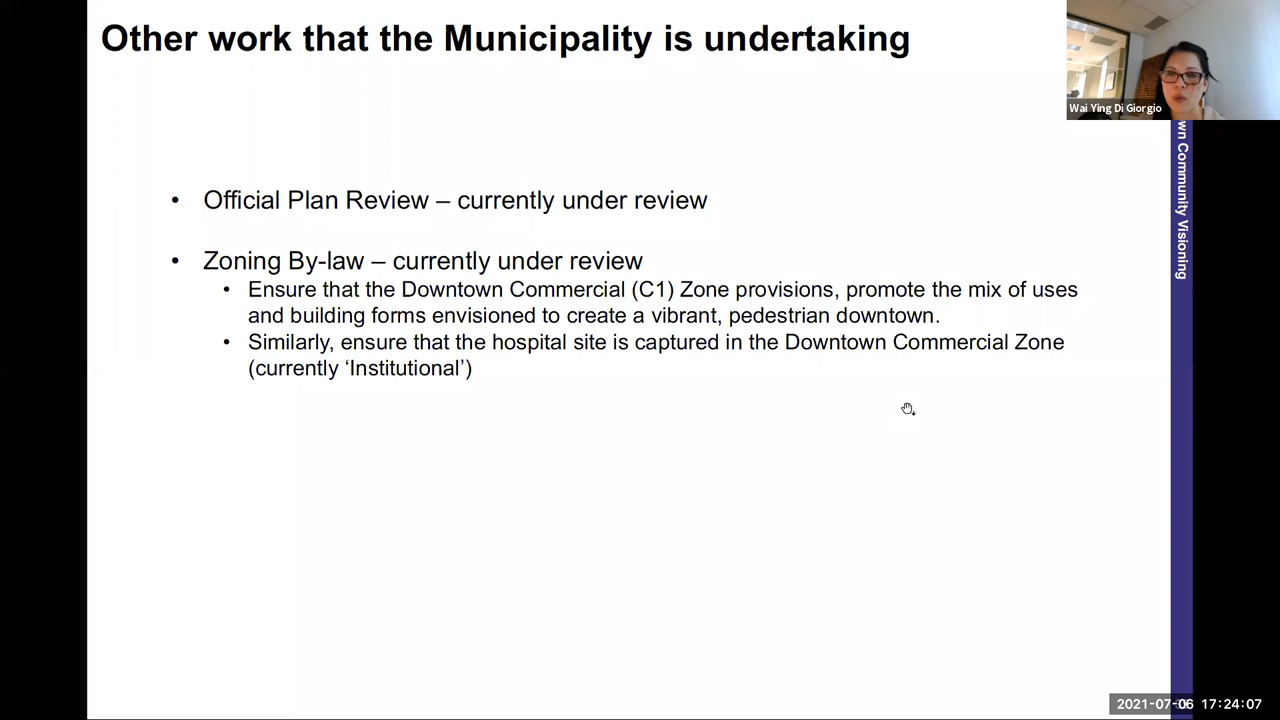 Other work that the Municipality is undertaking
Wai Ying Di Giorgio
• Official Plan Review – currently under review
• Zoning By-law – currently under review
• Ensure that the Downtown Commercial (C1) Zone provisions, promote the mix of uses
and building forms envisioned to create a vibrant, pedestrian downtown.
• Similarly, ensure that the hospital site is captured in the Downtown Commercial Zone
(currently ‘Institutional’)
wn Community Visioning
2021-07-06 17:24:07